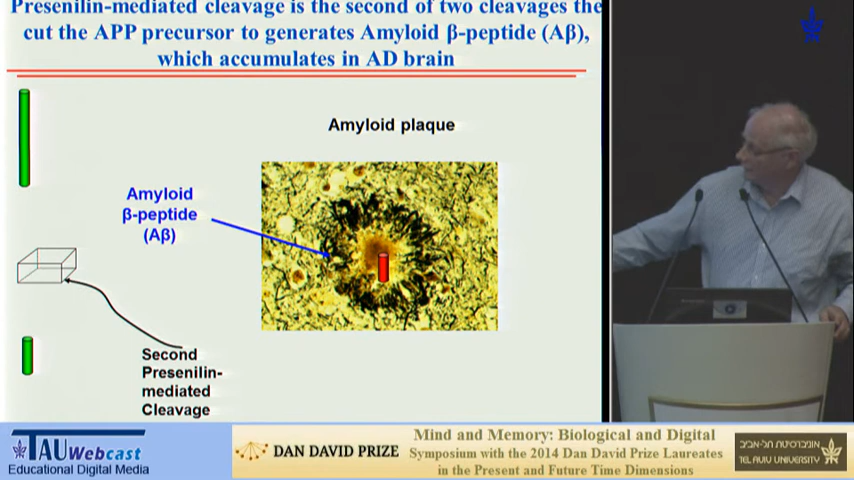 Presenilin-mediated cleavage is the second of two cleavages the
cut the APP precursor to generates Amyloid β-peptide (Aβ),
which accumulates in AD brain
Amyloid plaque
Amyloid
β-peptide
(Aβ)
Second
Presenilin-
mediated
Cleavage
TAU Webcast
Educational Digital Media
DAN DAVID PRIZE
Mind and Memory: Biological and Digital
Symposium with the 2014 Dan David Prize Laureates
in the Present and Future Time Dimensions
אוניברסיטת תל-אביב
TEL AVIV UNIVERSITY